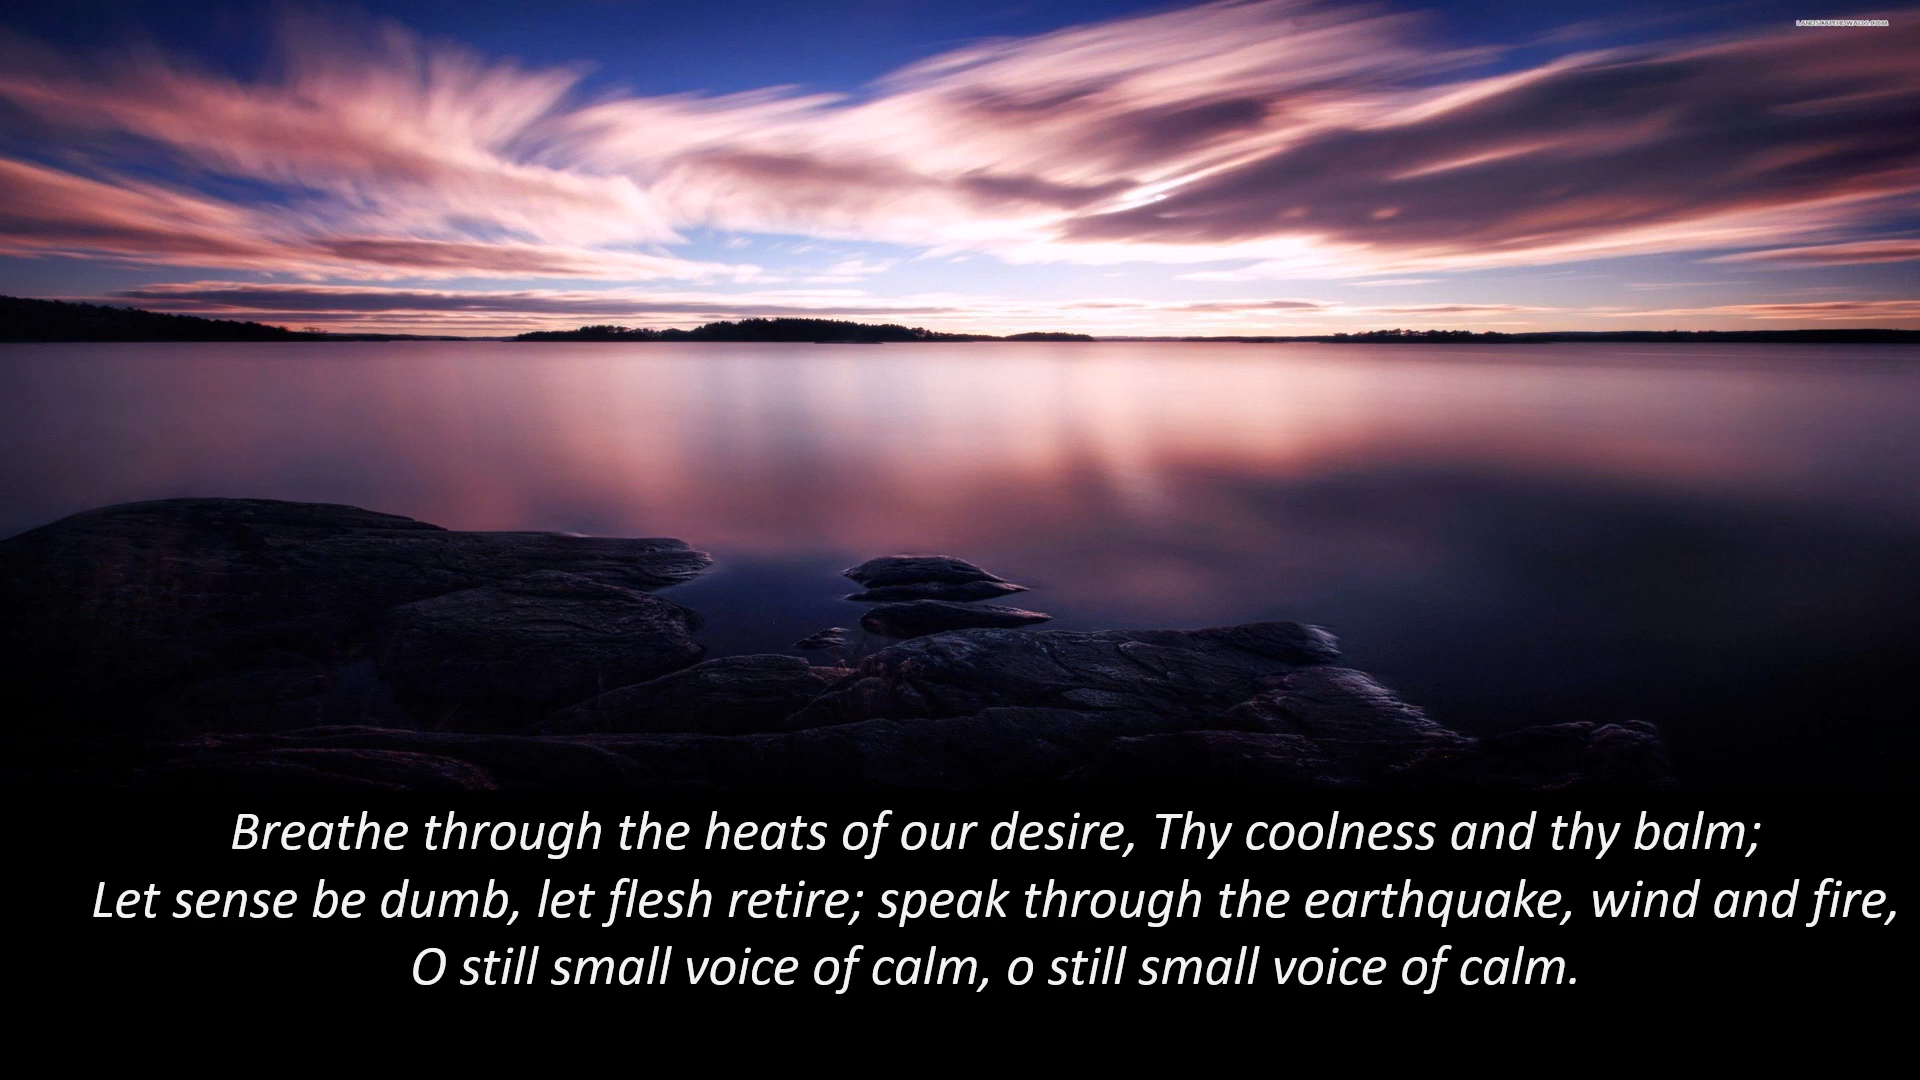 Breathe through the heats of our desire, Thy coolness and thy balm;
Let sense be dumb, let flesh retire; speak through the earthquake, wind and fire,
O still small voice of calm, o still small voice of calm.